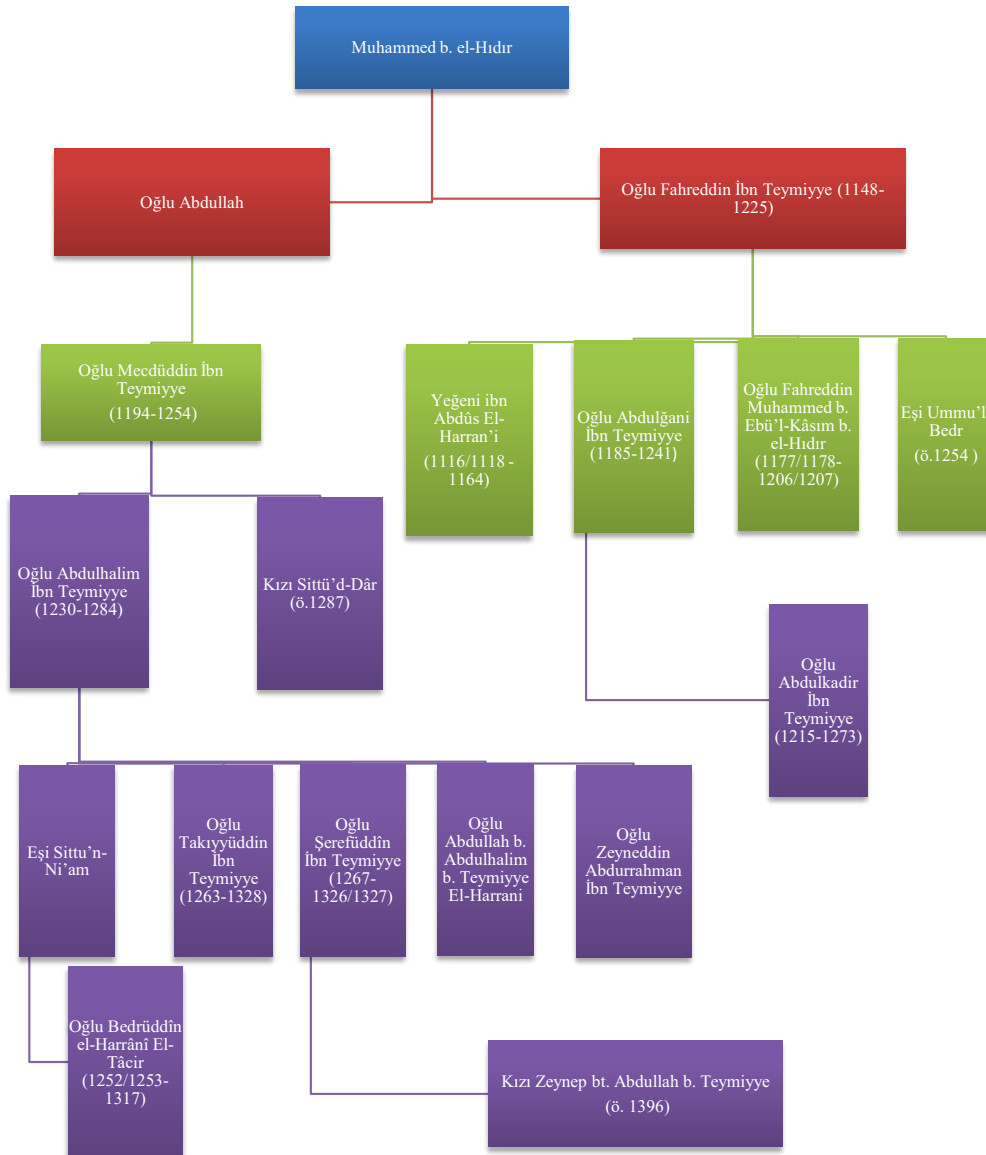 Muhammed b. el-Hıdır
Oğlu Abdullah
Oğlu Fahreddin İbn Teymiyye (1148-
1225)
Oğlu Mecdüddin İbn
Teymiyye
(1194-1254)
Yeğeni ibn
Abdûs El-
Harran’i
(1116/1118 -
1164)
Oğlu Abdulğani
İbn Teymiyye
(1185-1241)
Oğlu Fahreddin
Muhammed b.
Ebü’l-Kâsım b.
el-Hıdır
(1177/1178-
1206/1207)
Eşi Ummu’l
Bedr
(ö.1254 )
Oğlu Abdulhalim
İbn Teymiyye
(1230-1284)
Kızı Sittü’d-Dâr
(ö.1287)
Oğlu
Abdulkadir
İbn
Teymiyye
(1215-1273)
Eşi Sittu’n-
Ni’am
Oğlu
Takıyyüddin
İbn
Teymiyye
(1263-1328)
Oğlu
Şerefüddîn
İbn Teymiyye
(1267-
1326/1327)
Oğlu
Abdullah b.
Abdulhalim
b. Teymiyye
El-Harrani
Oğlu
Zeyneddin
Abdurrahman
İbn Teymiyye
Oğlu Bedrüddîn
el-Harrânî El-
Tâcir
(1252/1253-
1317)
Kızı Zeynep bt. Abdullah b. Teymiyye
(ö. 1396)